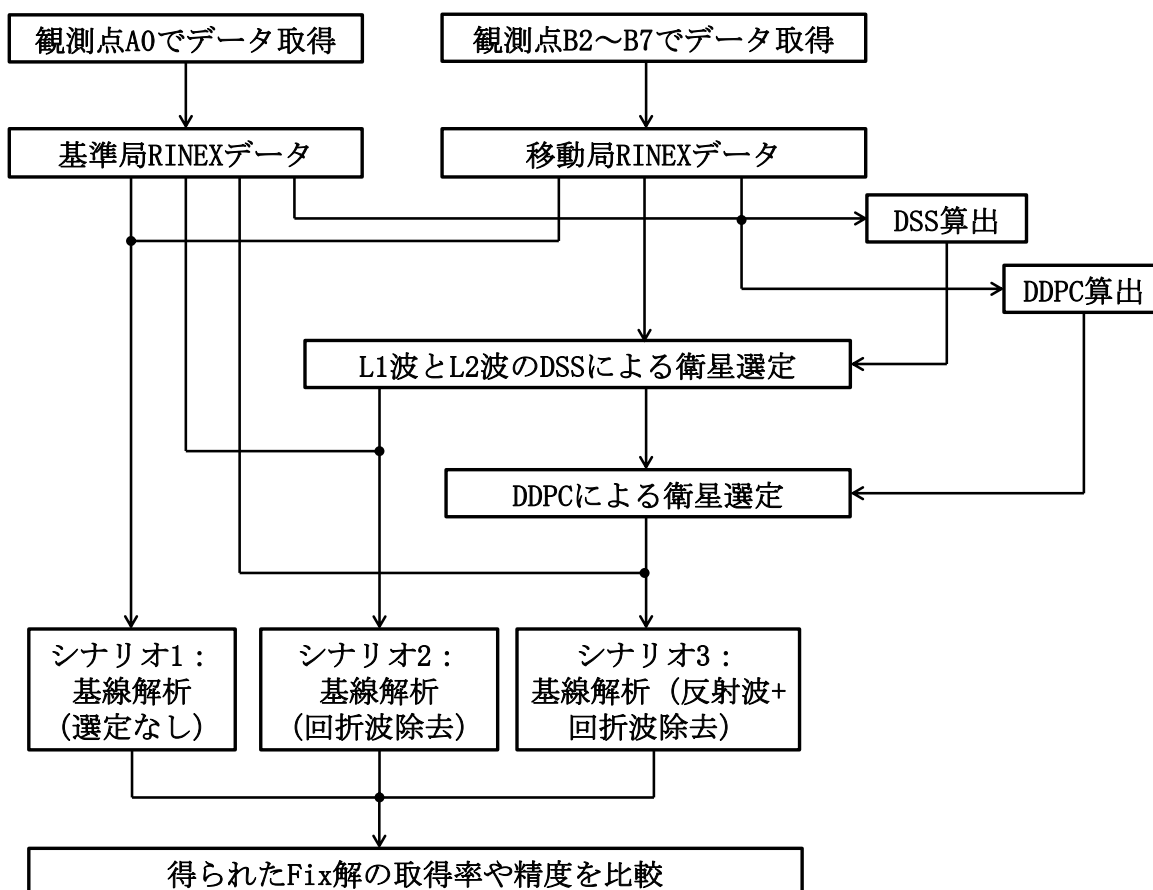 観測点A0でデータ取得
観測点B2～B7でデータ取得
基準局RINEXデータ
移動局RINEXデータ
DSS算出
DDPC算出
L1波とL2波のDSSによる衛星選定
DDPCによる衛星選定
シナリオ1：
基線解析
(選定なし)
シナリオ2：
基線解析
(回折波除去)
シナリオ3：
基線解析（反射波+
回折波除去）
得られたFix解の取得率や精度を比較